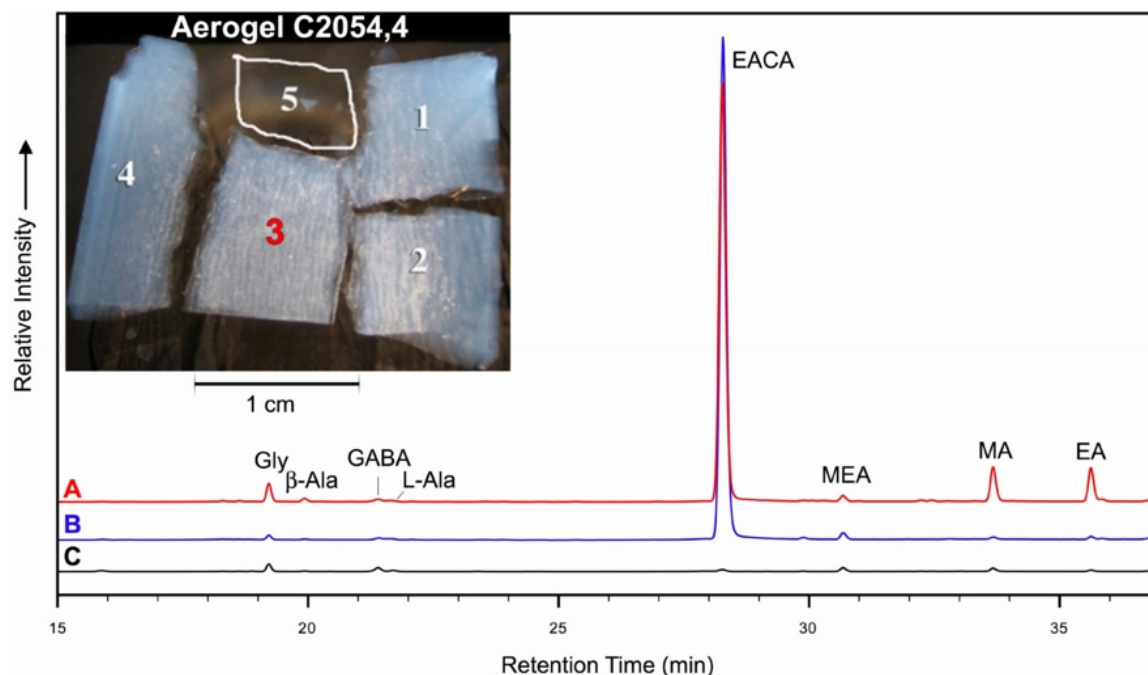 Aerogel C2054,4
5
1
4
3
2
1 cm
Relative Intensity
EACA
Gly
β-Ala
GABA
L-Ala
MEA
MA
EA
A
B
C
15
20
25
30
35
Retention Time (min)